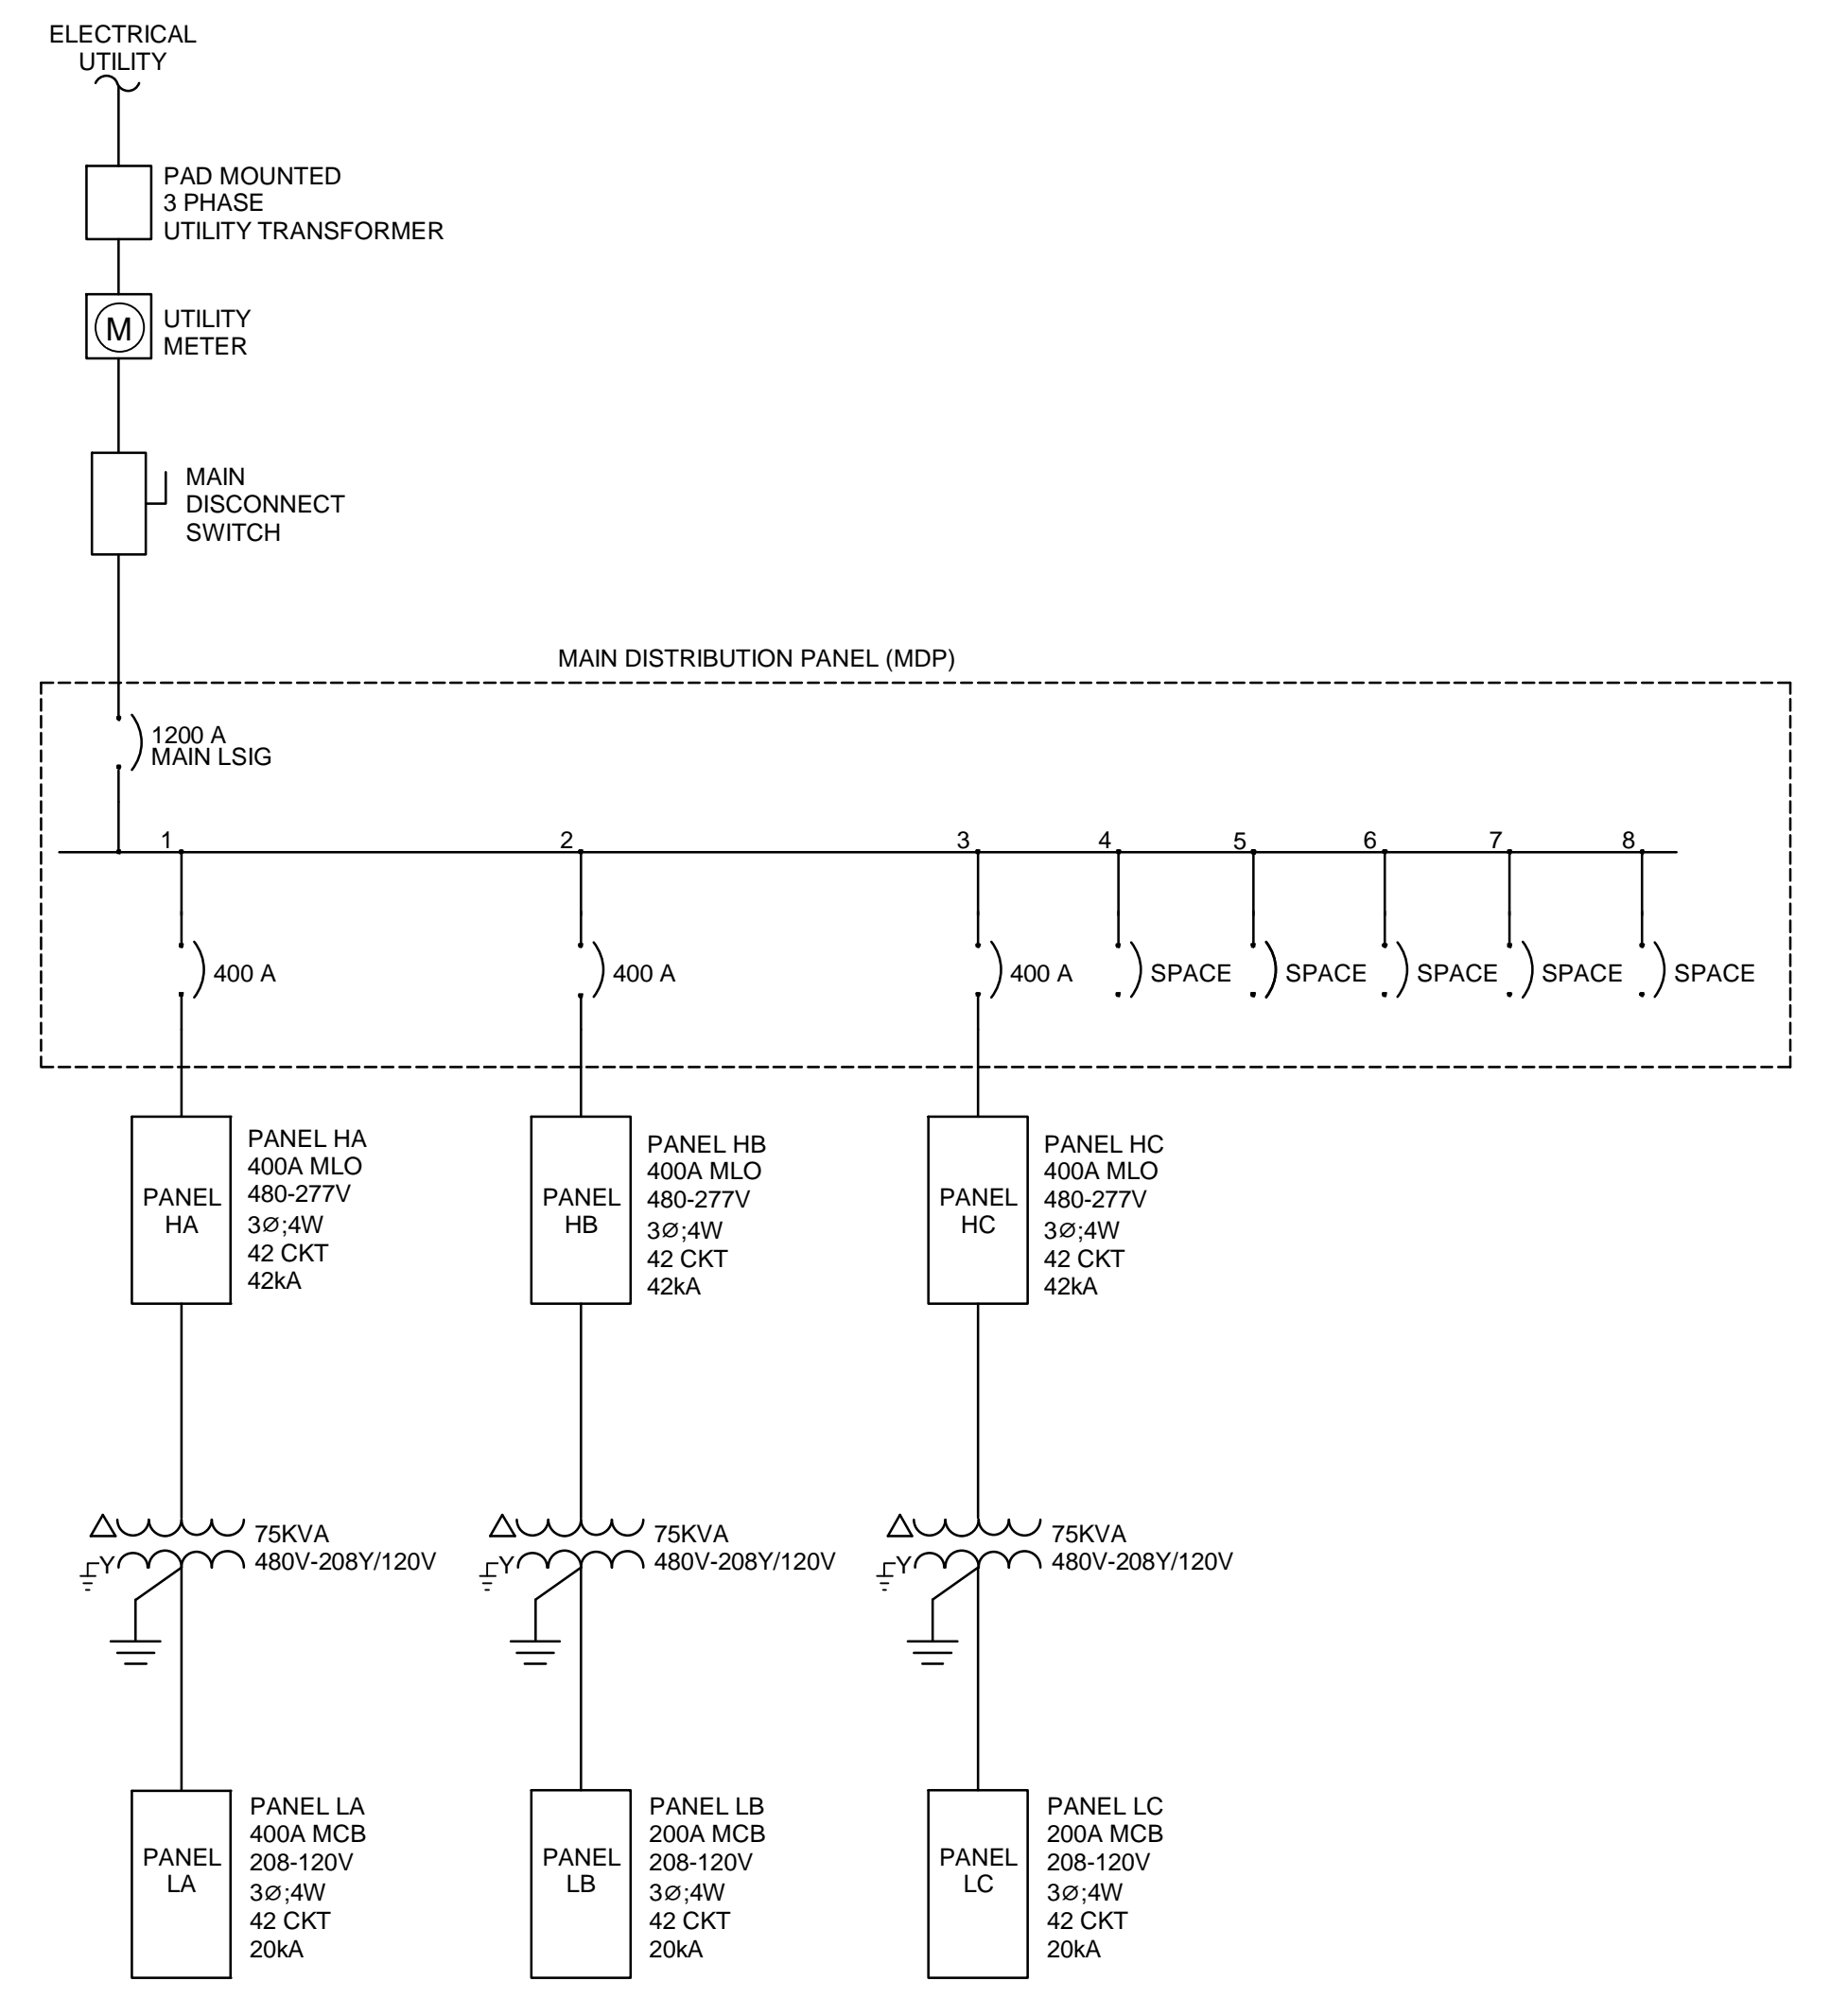 ELECTRICAL
UTILITY
PAD MOUNTED
3 PHASE
UTILITY TRANSFORMER
M
UTILITY
METER
MAIN
DISCONNECT
SWITCH
MAIN DISTRIBUTION PANEL (MDP)
1200 A
MAIN LSIG
1
2
3
4
5
6
7
8
400 A
400 A
400 A
SPACE
SPACE
SPACE
SPACE
SPACE
PANEL
HA
PANEL HA
400A MLO
480-277V
3∅;4W
42 CKT
42kA
PANEL
HB
PANEL HB
400A MLO
480-277V
3∅;4W
42 CKT
42kA
PANEL
HC
PANEL HC
400A MLO
480-277V
3∅;4W
42 CKT
42kA
Y
75KVA
480V-208Y/120V
Y
75KVA
480V-208Y/120V
Y
75KVA
480V-208Y/120V
PANEL
LA
PANEL LA
400A MCB
208-120V
3∅;4W
42 CKT
20kA
PANEL
LB
PANEL LB
200A MCB
208-120V
3∅;4W
42 CKT
20kA
PANEL
LC
PANEL LC
200A MCB
208-120V
3∅;4W
42 CKT
20kA